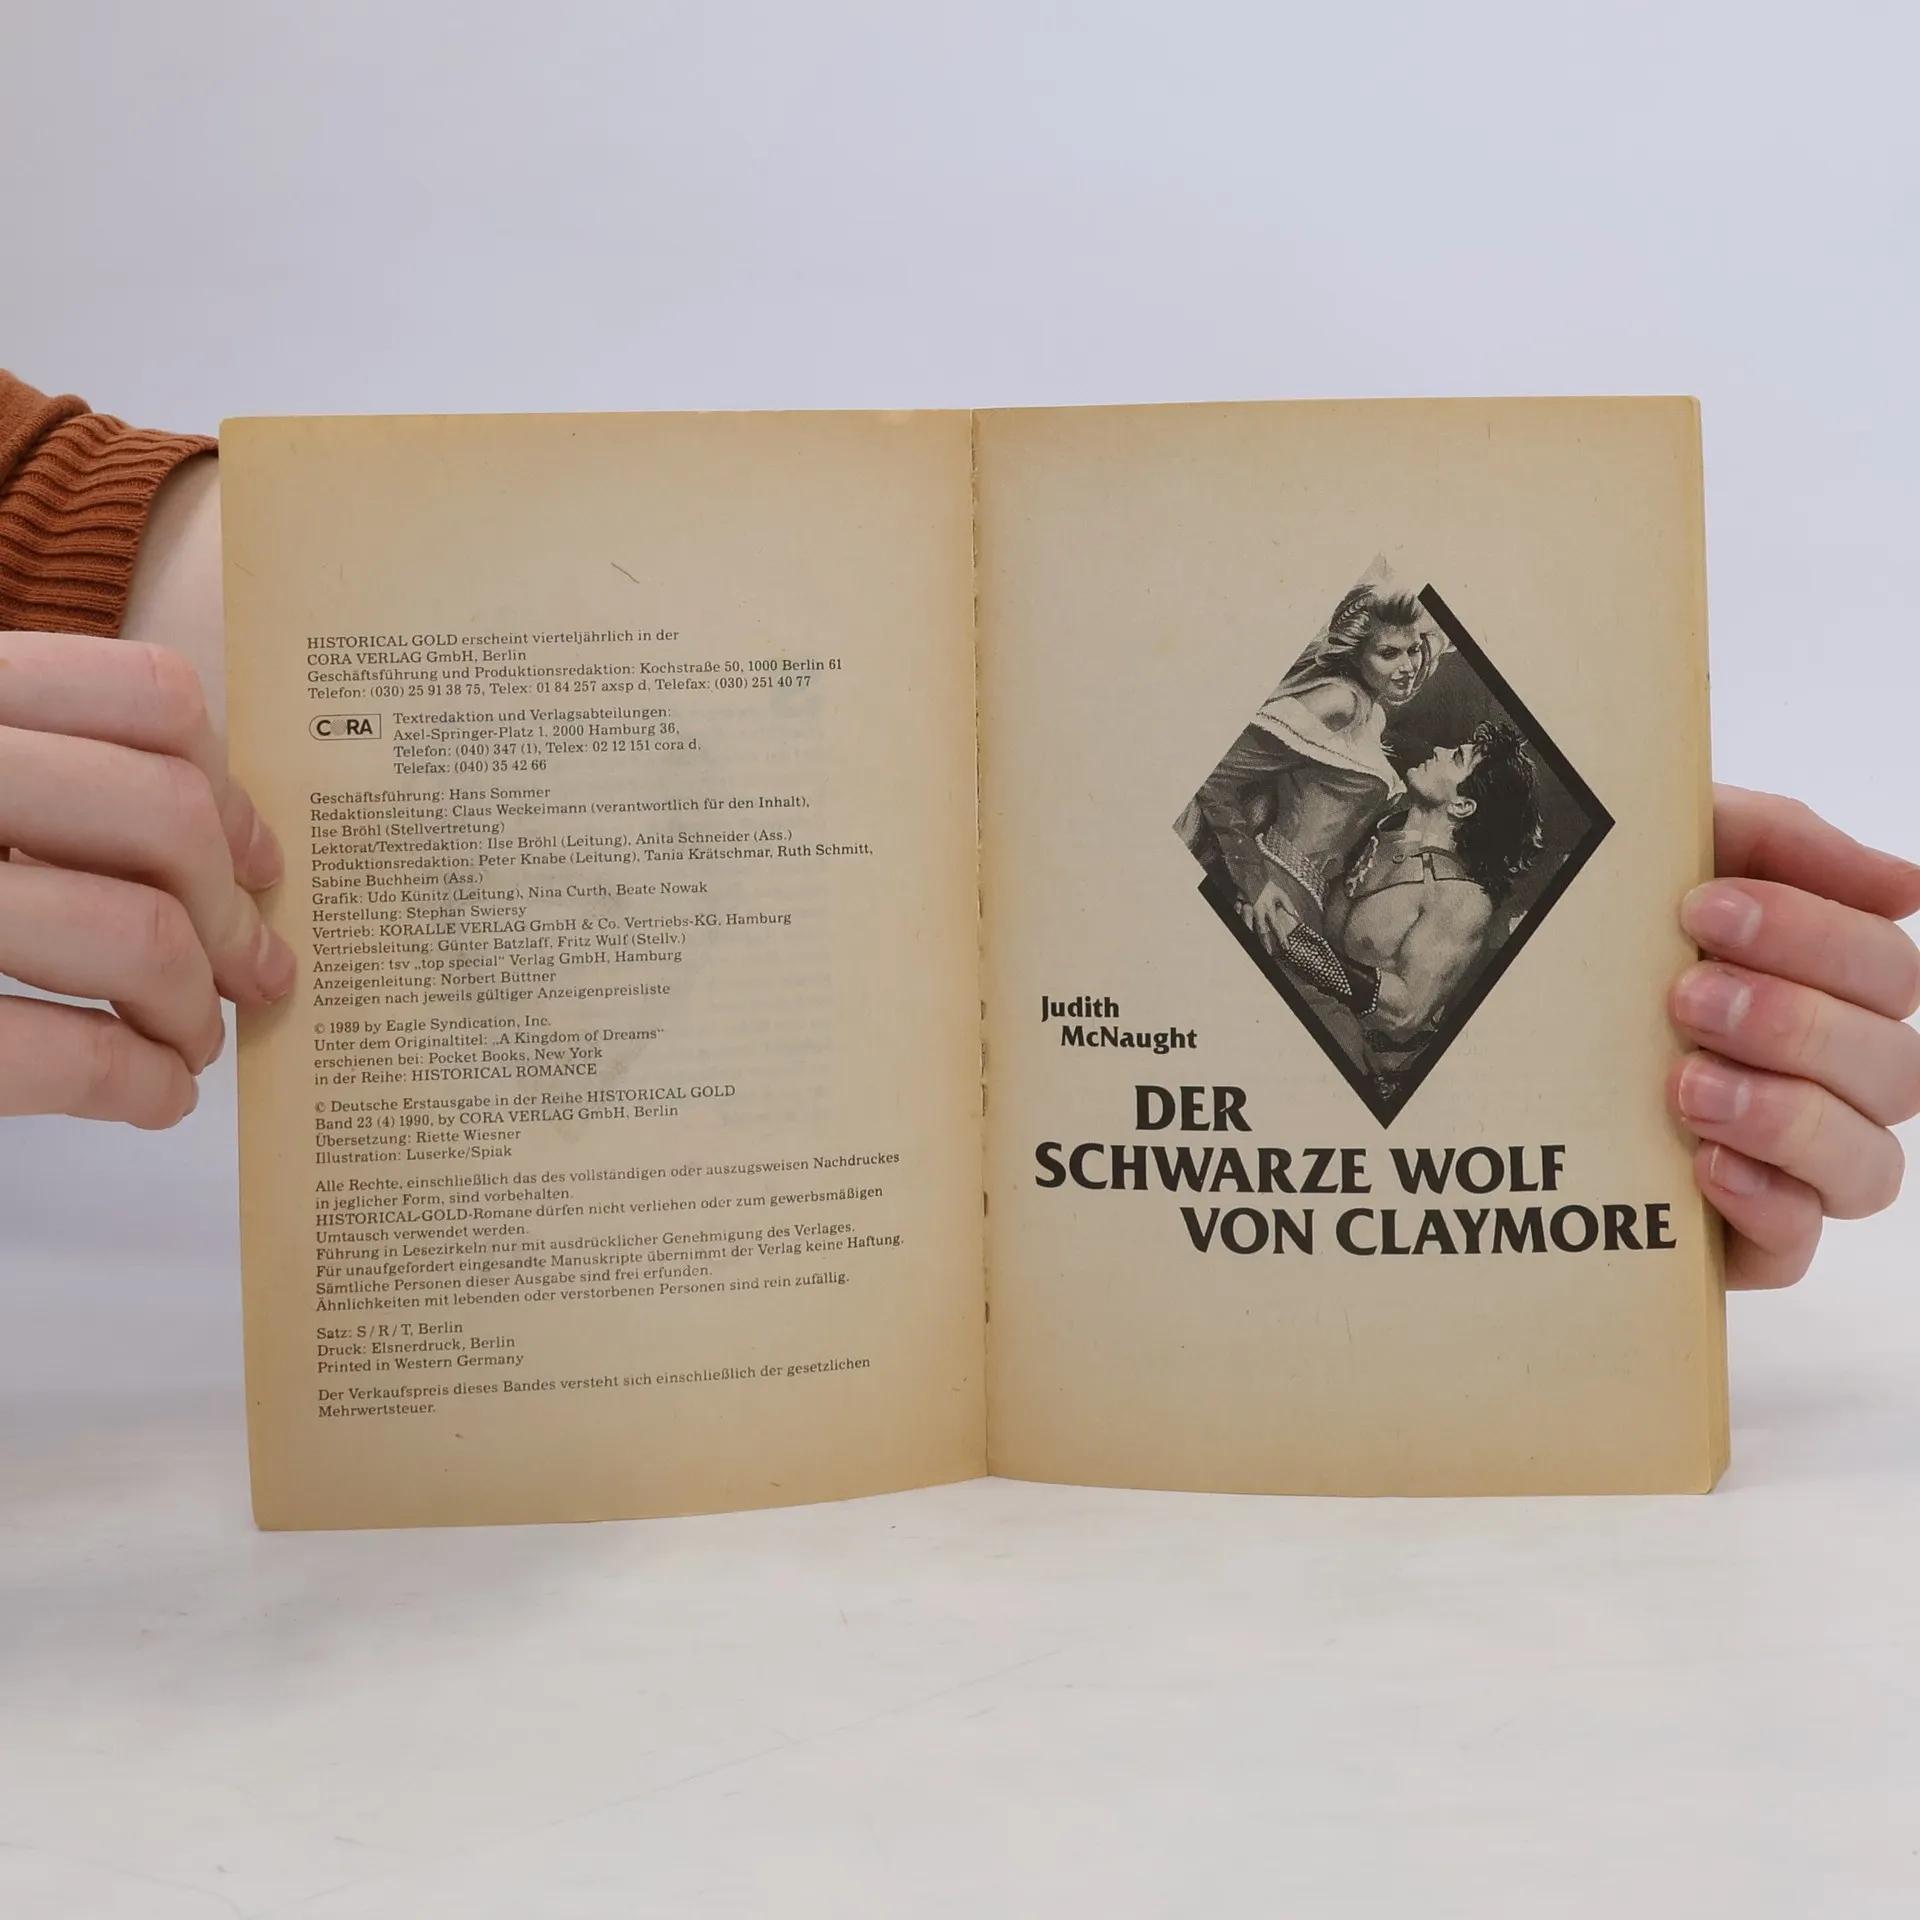 HISTORICAL GOLD erscheint vierteljährlich in der
CORA VERLAG GmbH, Berlin
Geschäftsführung und Produktionsredaktion: Kochstraße 50, 1000 Berlin 61
Telefon: (030) 25 91 38 75, Telex: 01 84 257 axsp d, Telefax: (030) 251 40 77
CORA
Textredaktion und Verlagsabteilungen:
Axel-Springer-Platz 1, 2000 Hamburg 36,
Telefon: (040) 347 (1), Telex: 02 12 151 cora d,
Telefax: (040) 35 42 66
Geschäftsführung: Hans Sommer
Redaktionsleitung: Claus Weckelmann (verantwortlich für den Inhalt),
Ilse Bröhl (Stellvertretung)
Lektorat/Textredaktion: Ilse Bröhl (Leitung), Anita Schneider (Ass.)
Produktionsredaktion: Peter Knabe (Leitung), Tania Krätschmar, Ruth Schmitt,
Sabine Buchheim (Ass.)
Grafik: Udo Künitz (Leitung), Nina Curth, Beate Nowak
Herstellung: Stephan Swiersy
Vertrieb: KORALLE VERLAG GmbH & Co. Vertriebs-KG, Hamburg
Vertriebsleitung: Günter Batzlaff, Fritz Wulf (Stellv.)
Anzeigen: tsv „top special" Verlag GmbH, Hamburg
Anzeigenleitung: Norbert Büttner
Anzeigen nach jeweils gültiger Anzeigenpreisliste
© 1989 by Eagle Syndication, Inc.
Unter dem Originaltitel: „A Kingdom of Dreams"
erschienen bei: Pocket Books, New York
in der Reihe: HISTORICAL ROMANCE
© Deutsche Erstausgabe in der Reihe HISTORICAL GOLD
Band 23 (4) 1990, by CORA VERLAG GmbH, Berlin
Übersetzung: Riette Wiesner
Illustration: Luserke/Spiak
Alle Rechte, einschließlich das des vollständigen oder auszugsweisen Nachdruckes
in jeglicher Form, sind vorbehalten.
HISTORICAL-GOLD-Romane dürfen nicht verliehen oder zum gewerbsmäßigen
Umtausch verwendet werden.
Führung in Lesezirkeln nur mit ausdrücklicher Genehmigung des Verlages.
Für unaufgefordert eingesandte Manuskripte übernimmt der Verlag keine Haftung.
Sämtliche Personen dieser Ausgabe sind frei erfunden.
Ähnlichkeiten mit lebenden oder verstorbenen Personen sind rein zufällig.
Satz: S / R / T, Berlin
Druck: Elsnerdruck, Berlin
Printed in Western Germany
Der Verkaufspreis dieses Bandes versteht sich einschließlich der gesetzlichen
Mehrwertsteuer.
Judith
McNaught
DER
SCHWARZE WOLF
VON CLAYMORE